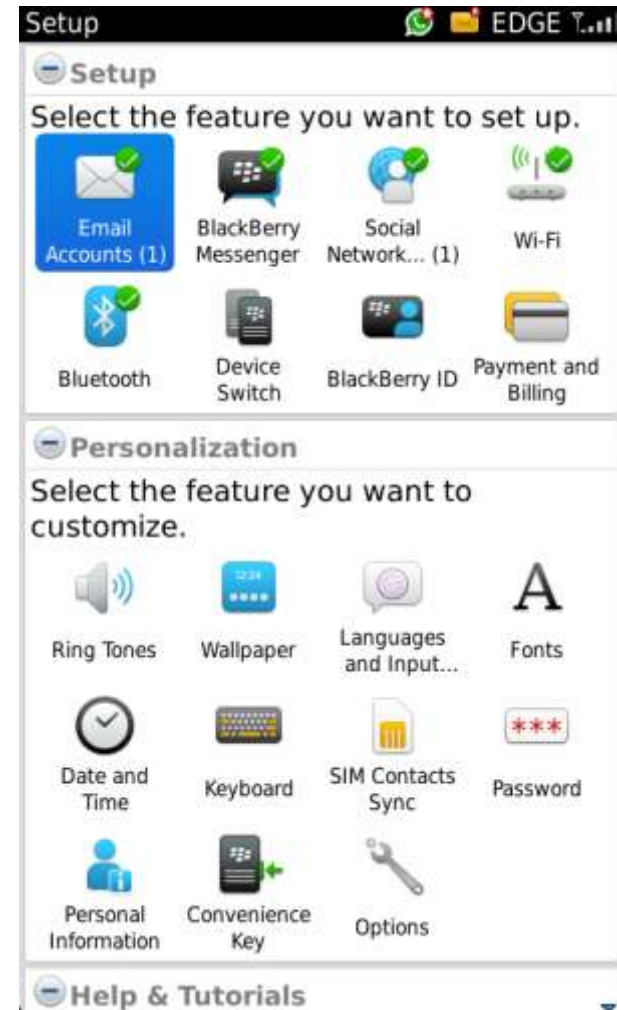 Setup EDGE
Setup
Select the feature you want to set up.
Email Accounts (1)
BlackBerry Messenger
Social Network... (1)
Wi-Fi
Bluetooth
Device Switch
BlackBerry ID
Payment and Billing
Personalization
Select the feature you want to
customize.
Ring Tones
12:24
Wallpaper
Languages and Input...
A
Fonts
Date and Time
Keyboard
SIM Contacts Sync
***
Password
Personal Information
Convenience Key
Options
Help & Tutorials